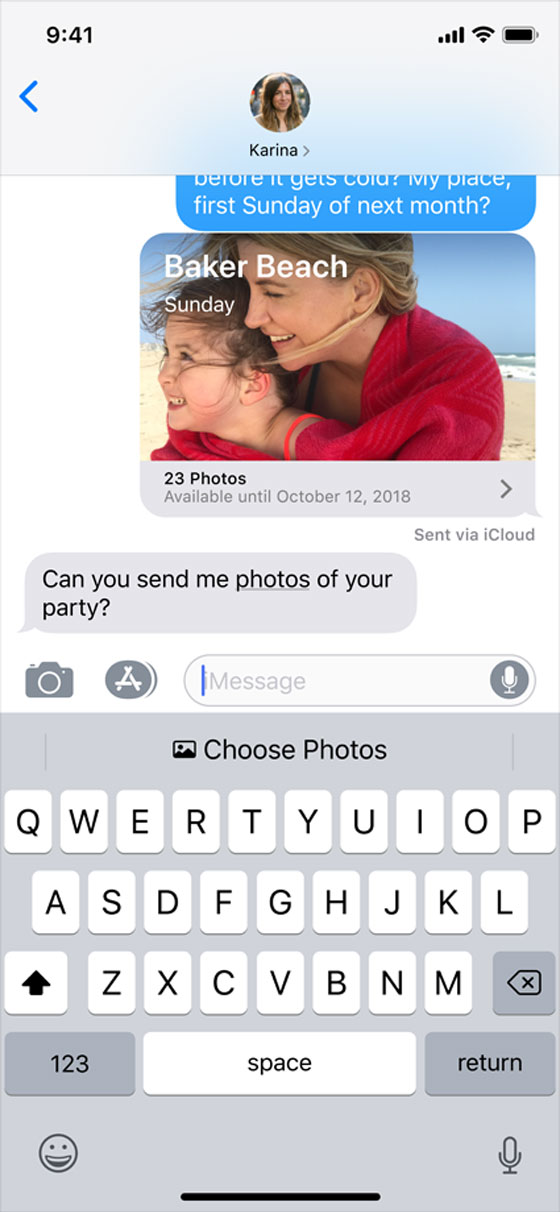 9:41
Karina
before it gets cold? My place,
first Sunday of next month?
Baker Beach
Sunday
23 Photos
Available until October 12, 2018
Sent via iCloud
Can you send me photos of your
party?
iMessage
Choose Photos
Q W E R T Y U I O P
A S D F G H J K L
Z X C V B N M
123 space return